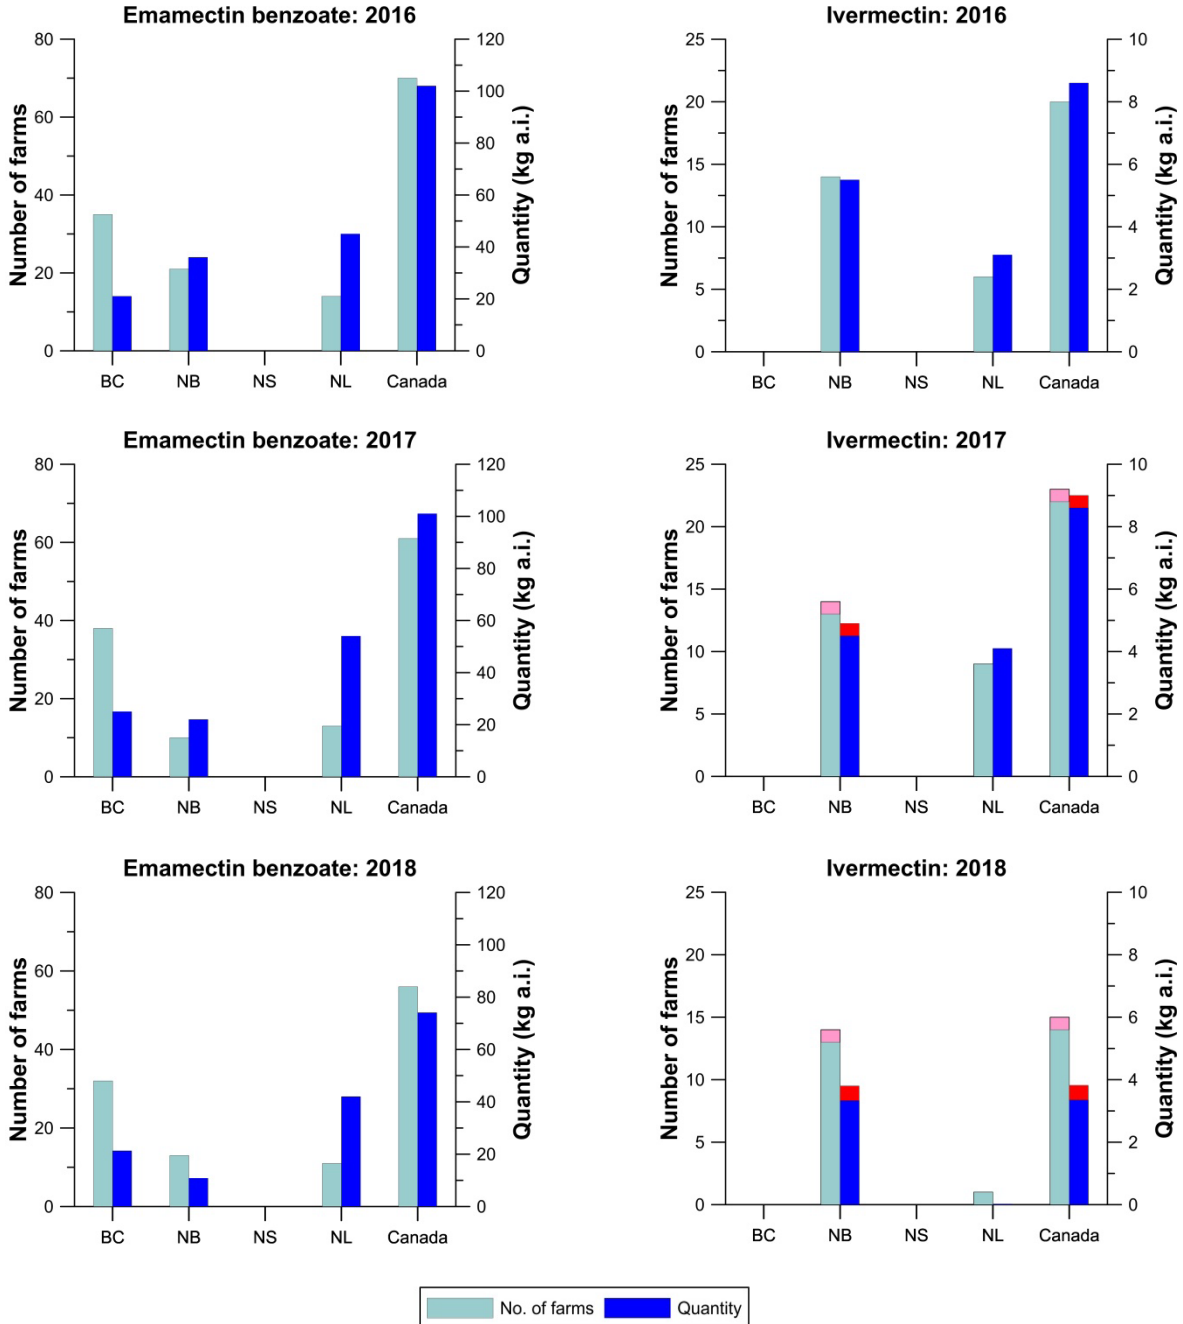 Emamectin benzoate: 2016
80
60
40
20
0
Number of farms
120
100
80
60
40
20
0
Quantity (kg a.i.)
BC NB NS NL Canada
Ivermectin: 2016
25
20
15
10
5
0
Number of farms
10
8
6
4
2
0
Quantity (kg a.i.)
BC NB NS NL Canada
Emamectin benzoate: 2017
80
60
40
20
0
Number of farms
120
100
80
60
40
20
0
Quantity (kg a.i.)
BC NB NS NL Canada
Ivermectin: 2017
25
20
15
10
5
0
Number of farms
10
8
6
4
2
0
Quantity (kg a.i.)
BC NB NS NL Canada
Emamectin benzoate: 2018
80
60
40
20
0
Number of farms
120
100
80
60
40
20
0
Quantity (kg a.i.)
BC NB NS NL Canada
Ivermectin: 2018
25
20
15
10
5
0
Number of farms
10
8
6
4
2
0
Quantity (kg a.i.)
BC NB NS NL Canada
No. of farms Quantity